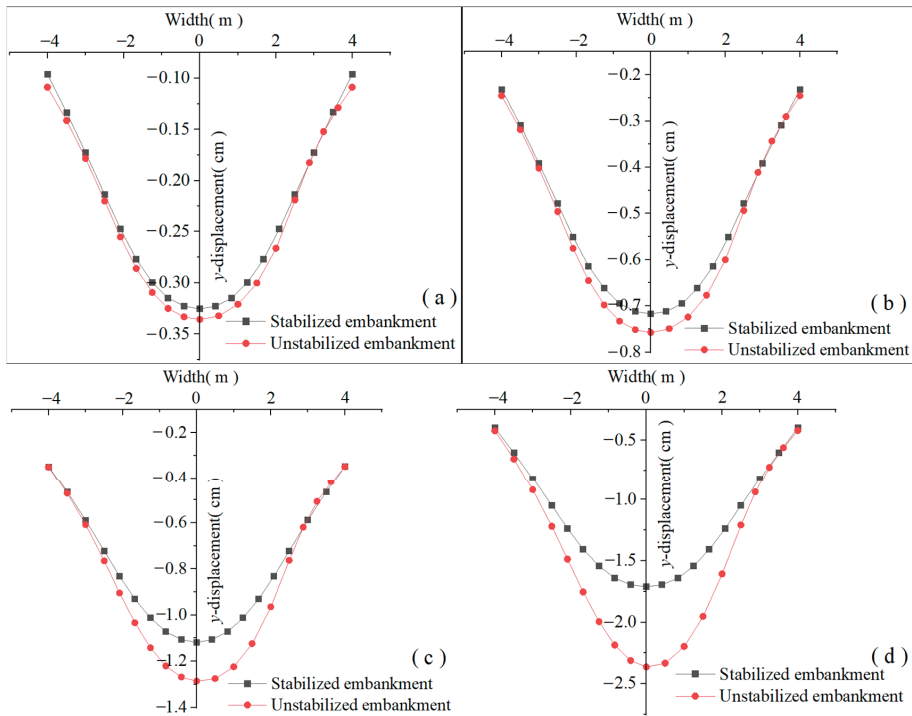 Width( m )
−4 −2 0 2 4
−0.10
−0.15
−0.20
−0.25
−0.30
−0.35
y-displacement( cm )
( a )
Stabilized embankment
Unstabilized embankment
Width( m )
−4 −2 0 2 4
−0.2
−0.3
−0.4
−0.5
−0.6
−0.7
−0.8
y-displacement( cm )
( b )
Stabilized embankment
Unstabilized embankment
Width( m )
−4 −2 0 2 4
−0.2
−0.4
−0.6
−0.8
−1.0
−1.2
−1.4
y-displacement( cm )
( c )
Stabilized embankment
Unstabilized embankment
Width( m )
−4 −2 0 2 4
−0.5
−1.0
−1.5
−2.0
−2.5
y-displacement( cm )
( d )
Stabilized embankment
Unstabilized embankment